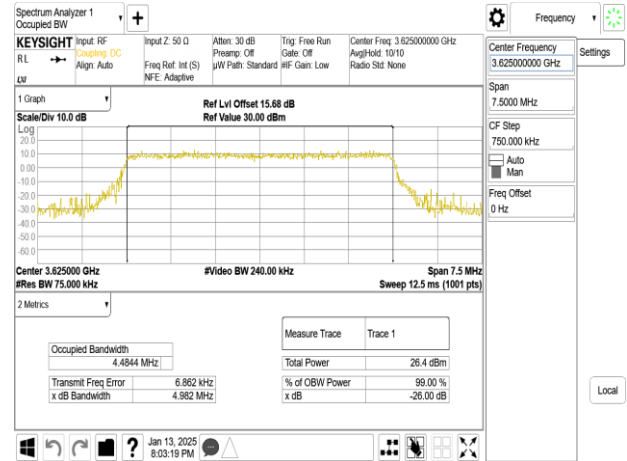 Spectrum Analyzer 1
Occupied BW
Frequency
KEYSIGHT
RL
LXI
Input: RF
Coupling: DC
Align: Auto
Input Z: 50 Ω
Freq Ref: Int (S)
NFE: Adaptive
Atten: 30 dB
Preamp: Off
µW Path: Standard
Trig: Free Run
Gate: Off
#IF Gain: Low
Center Freq: 3.625000000 GHz
Avg|Hold: 10/10
Radio Std: None
Center Frequency
3.625000000 GHz
Settings
Span
7.5000 MHz
CF Step
750.000 kHz
Auto
Man
Freq Offset
0 Hz
Local
1 Graph
Scale/Div 10.0 dB
Ref Lvl Offset 15.68 dB
Ref Value 30.00 dBm
Log
20.0
10.0
0.00
-10.0
-20.0
-30.0
-40.0
-50.0
-60.0
Center 3.625000 GHz
#Video BW 240.00 kHz
Span 7.5 MHz
#Res BW 75.000 kHz
Sweep 12.5 ms (1001 pts)
2 Metrics
Measure Trace
Trace 1
Occupied Bandwidth
4.4844 MHz
Total Power
26.4 dBm
Transmit Freq Error
6.862 kHz
% of OBW Power
99.00 %
x dB Bandwidth
4.982 MHz
x dB
-26.00 dB
?
Jan 13, 2025
8:03:19 PM